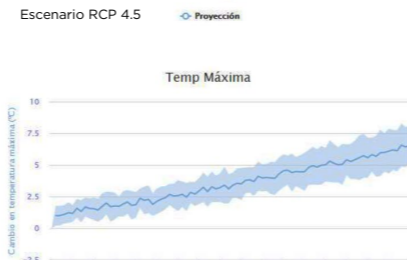 Escenario RCP 4.5
Proyección
Temp Máxima
Cambio en temperatura máxima (ºC)
10
7.5
5
2.5
0
-2.5